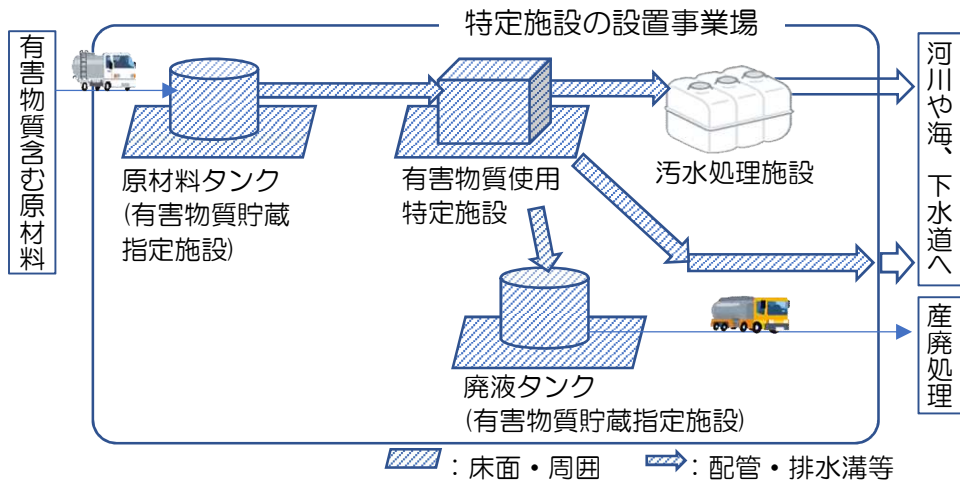 特定施設の設置事業場
有害物質含む原材料
原材料タンク
(有害物質貯蔵
指定施設)
有害物質使用
特定施設
汚水処理施設
河川や海、下水道へ
廃液タンク
(有害物質貯蔵指定施設)
産廃処理
：床面・周囲
：配管・排水溝等